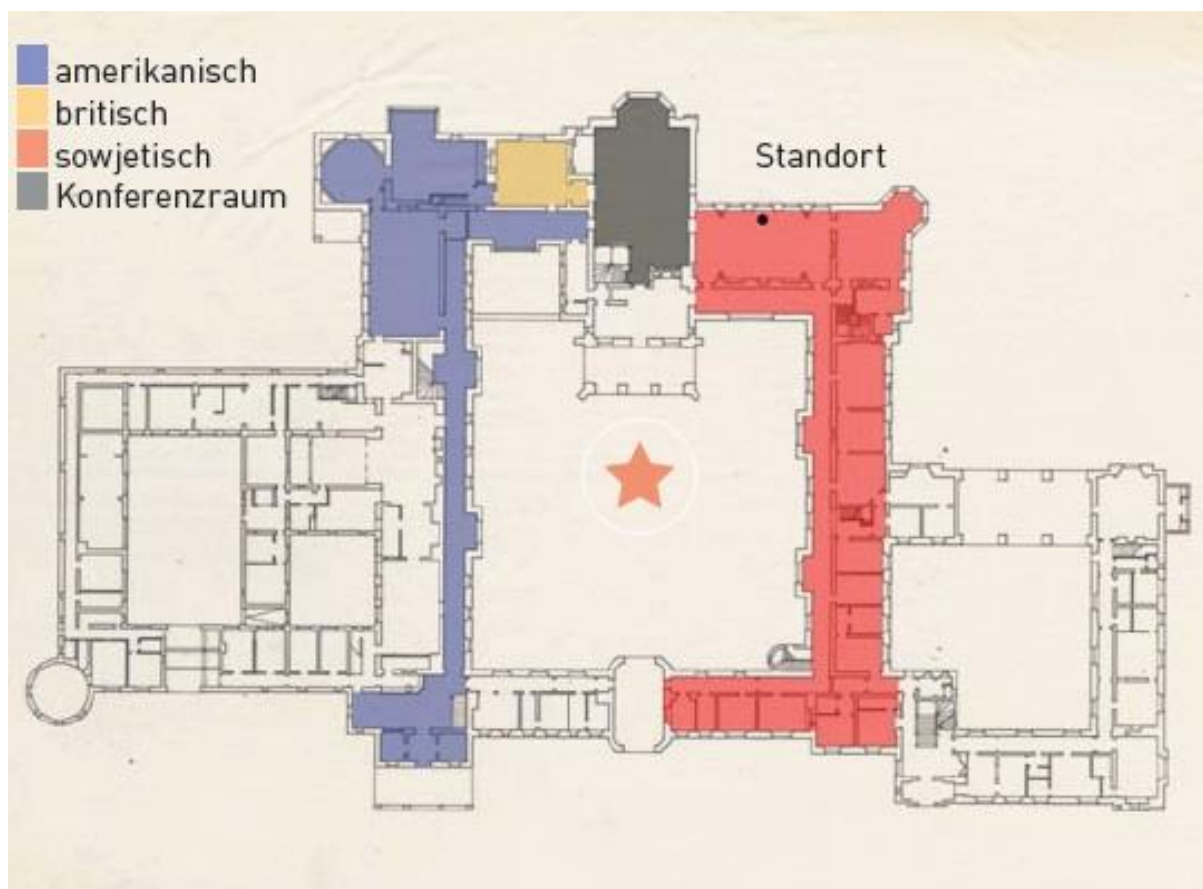 amerikanisch
britisch
sowjetisch
Konferenzraum
Standort